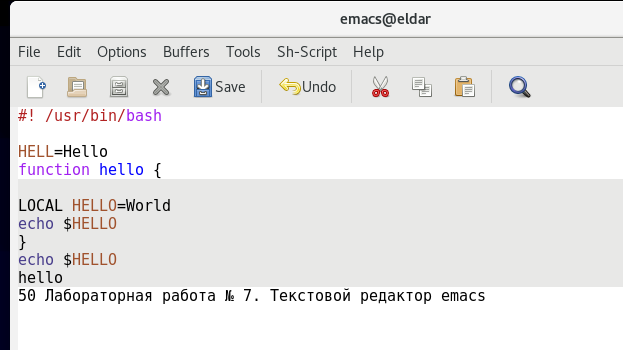 emacs@eldar
File Edit Options Buffers Tools Sh-Script Help
Save Undo
#! /usr/bin/bash
HELL=Hello
function hello {
LOCAL HELLO=World
echo $HELLO
}
echo $HELLO
hello
50 Лабораторная работа № 7. Текстовой редактор emacs